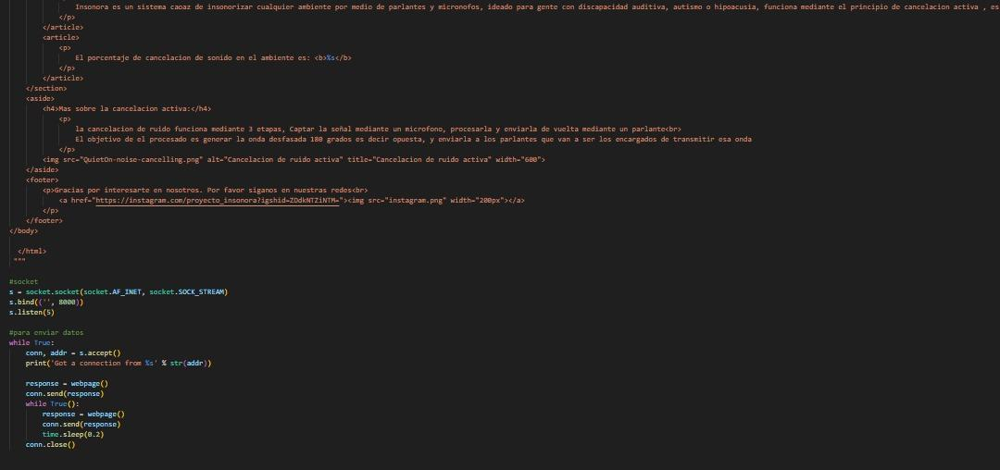 Insonora es un sistema caoaz de insonorizar cualquier ambiente por medio de parlantes y micronofos, ideado para gente con discapacidad auditiva, autismo o hipoacusia, funciona mediante el principio de cancelacion activa , es
</p>
</article>
<article>
<p>
El porcentaje de cancelacion de sonido en el ambiente es: <b>%s</b>
</p>
</article>
</section>
<aside>
<h4>Mas sobre la cancelacion activa:</h4>
<p>
la cancelacion de ruido funciona mediante 3 etapas, Captar la señal mediante un microfono, procesarla y enviarla de vuelta mediante un parlante<br>
El objetivo de el procesado es generar la onda desfasada 180 grados es decir opuesta, y enviarla a los parlantes que van a ser los encargados de transmitir esa onda
</p>
<img src="QuietOn-noise-cancelling.png" alt="Cancelacion de ruido activa" title="Cancelacion de ruido activa" width="600">
</aside>
<footer>
<p>Gracias por interesarte en nosotros. Por favor siganos en nuestras redes<br>
<a href="https://instagram.com/proyecto_insonora?igshid=ZDdkNTZiNTM="><img src="instagram.png" width="200px"></a>
</p>
</footer>
</body>
</html>
"""
#socket
s = socket.socket(socket.AF_INET, socket.SOCK_STREAM)
s.bind(('', 8000))
s.listen(5)
#para enviar datos
while True:
conn, addr = s.accept()
print('Got a connection from %s' % str(addr))
response = webpage()
conn.send(response)
while True():
response = webpage()
conn.send(response)
time.sleep(0.2)
conn.close()